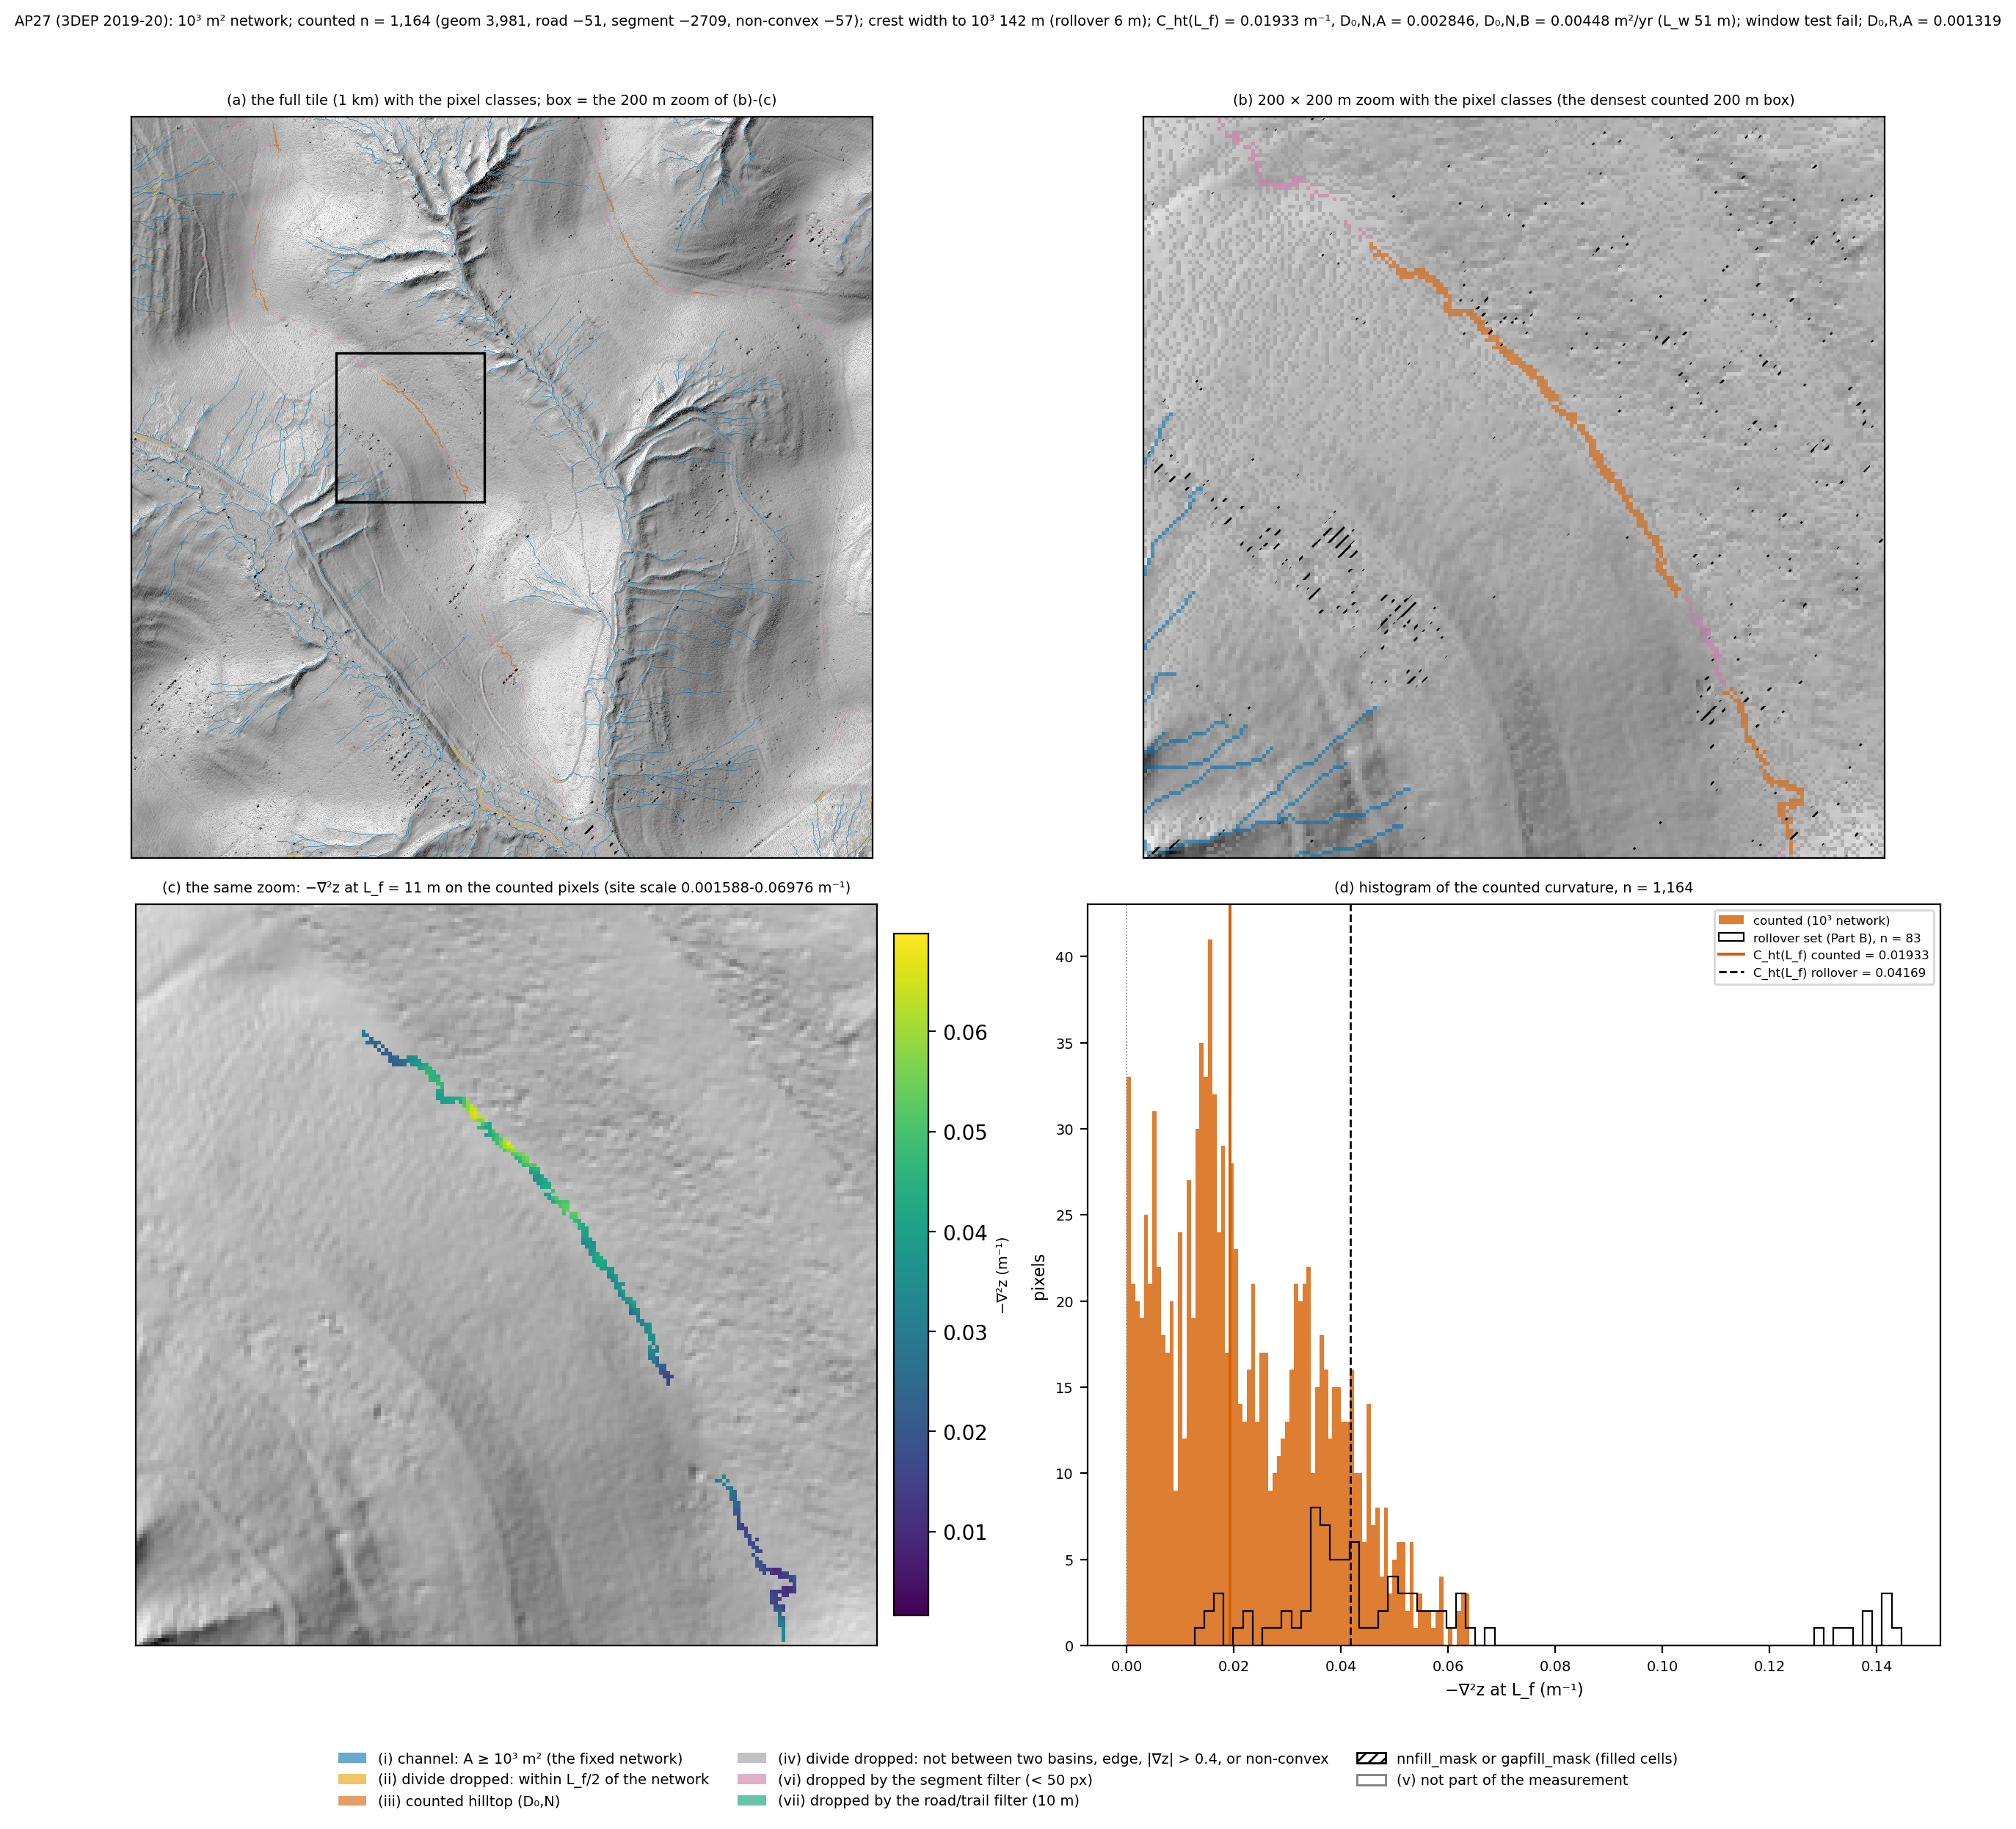 AP27 (3DEP 2019-20): 10³ m² network; counted n = 1,164 (geom 3,981, road −51, segment −2709, non-convex −57); crest width to 10³ 142 m (rollover 6 m); C_ht(L_f) = 0.01933 m⁻¹, D₀,N,A = 0.002846, D₀,N,B = 0.00448 m²/yr (L_w 51 m); window test fail; D₀,R,A = 0.001319
(a) the full tile (1 km) with the pixel classes; box = the 200 m zoom of (b)-(c)
(b) 200 × 200 m zoom with the pixel classes (the densest counted 200 m box)
(c) the same zoom: −∇²z at L_f = 11 m on the counted pixels (site scale 0.001588-0.06976 m⁻¹)
0.06
0.05
0.04
0.03
0.02
0.01
−∇²z (m⁻¹)
(d) histogram of the counted curvature, n = 1,164
counted (10³ network)
rollover set (Part B), n = 83
C_ht(L_f) counted = 0.01933
C_ht(L_f) rollover = 0.04169
40
35
30
25
20
15
10
5
0
pixels
0.00 0.02 0.04 0.06 0.08 0.10 0.12 0.14
−∇²z at L_f (m⁻¹)
(i) channel: A ≥ 10³ m² (the fixed network)
(ii) divide dropped: within L_f/2 of the network
(iii) counted hilltop (D₀,N)
(iv) divide dropped: not between two basins, edge, |∇z| > 0.4, or non-convex
(vi) dropped by the segment filter (< 50 px)
(vii) dropped by the road/trail filter (10 m)
nnfill_mask or gapfill_mask (filled cells)
(v) not part of the measurement